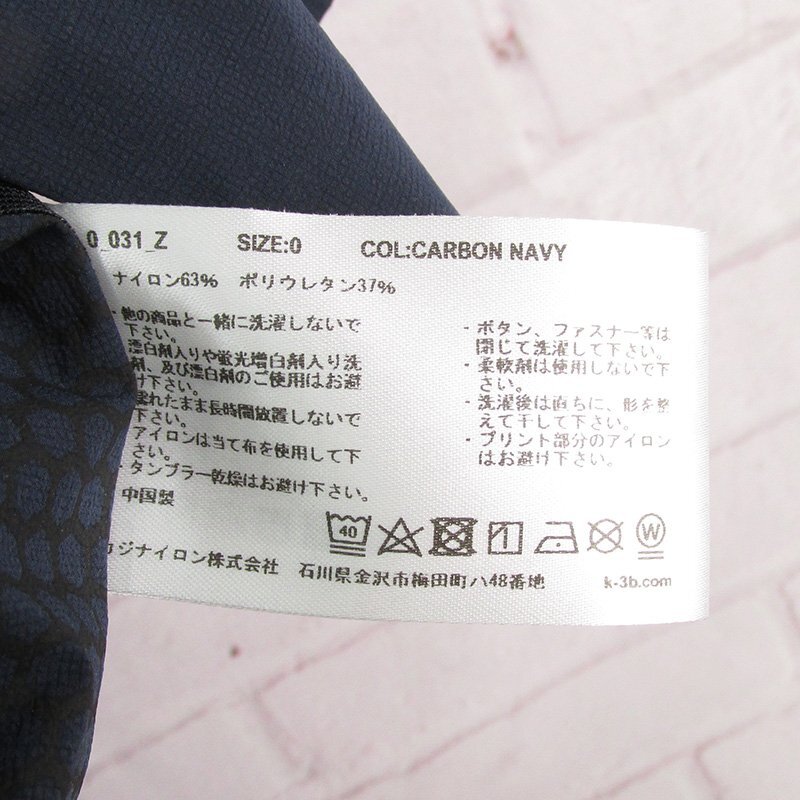 0_031_Z SIZE:0 COL:CARBON NAVY
ナイロン63% ポリウレタン37%
・他の商品と一緒に洗濯しないで
下さい。
漂白剤入りや蛍光増白剤入り洗
剤、及び漂白剤のご使用はお避
け下さい。
濡れたまま長時間放置しないで
下さい。
アイロンは当て布を使用して下
さい。
・タンブラー乾燥はお避け下さい。
中国製
・ボタン、ファスナー等は
閉じて洗濯して下さい。
・柔軟剤は使用しないで下
さい。
・洗濯後は直ちに、形を整
えて干して下さい。
・プリント部分のアイロン
はお避け下さい。
40 W
カジナイロン株式会社 石川県金沢市梅田町ハ48番地 k-3b.com